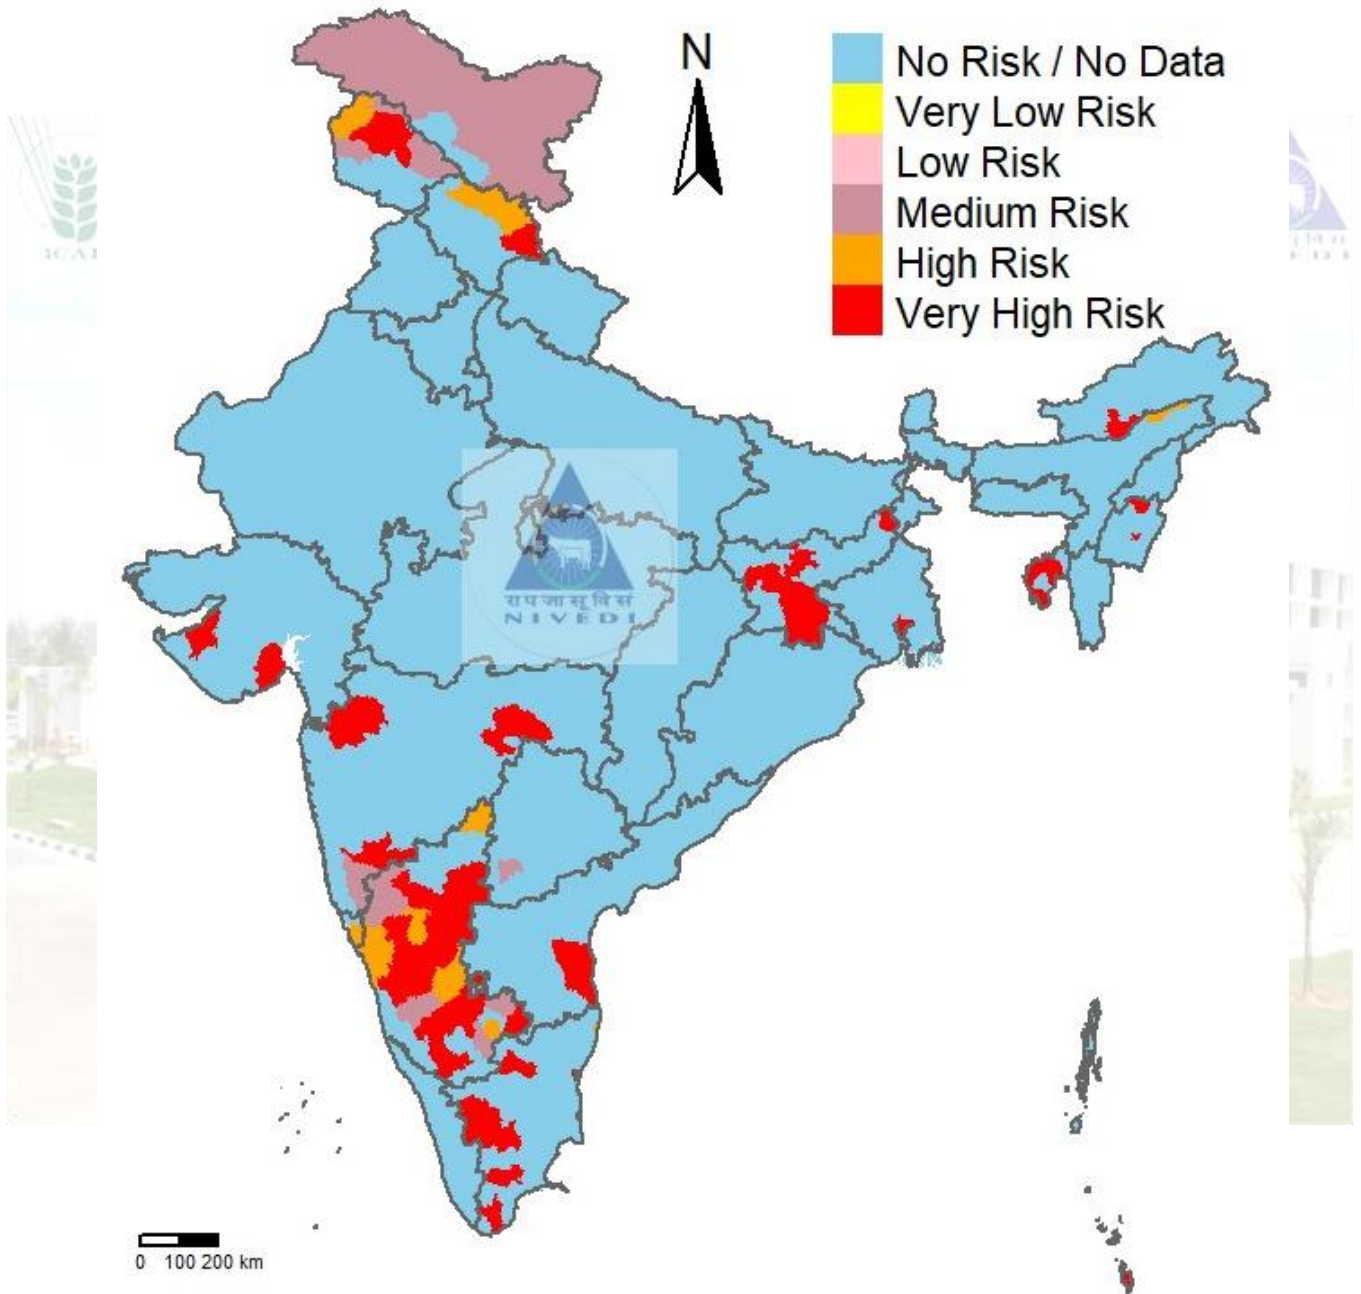 N
No Risk / No Data
Very Low Risk
Low Risk
Medium Risk
High Risk
Very High Risk
ICAR
रापजासूविसं
NIVEDI
0 100 200 km